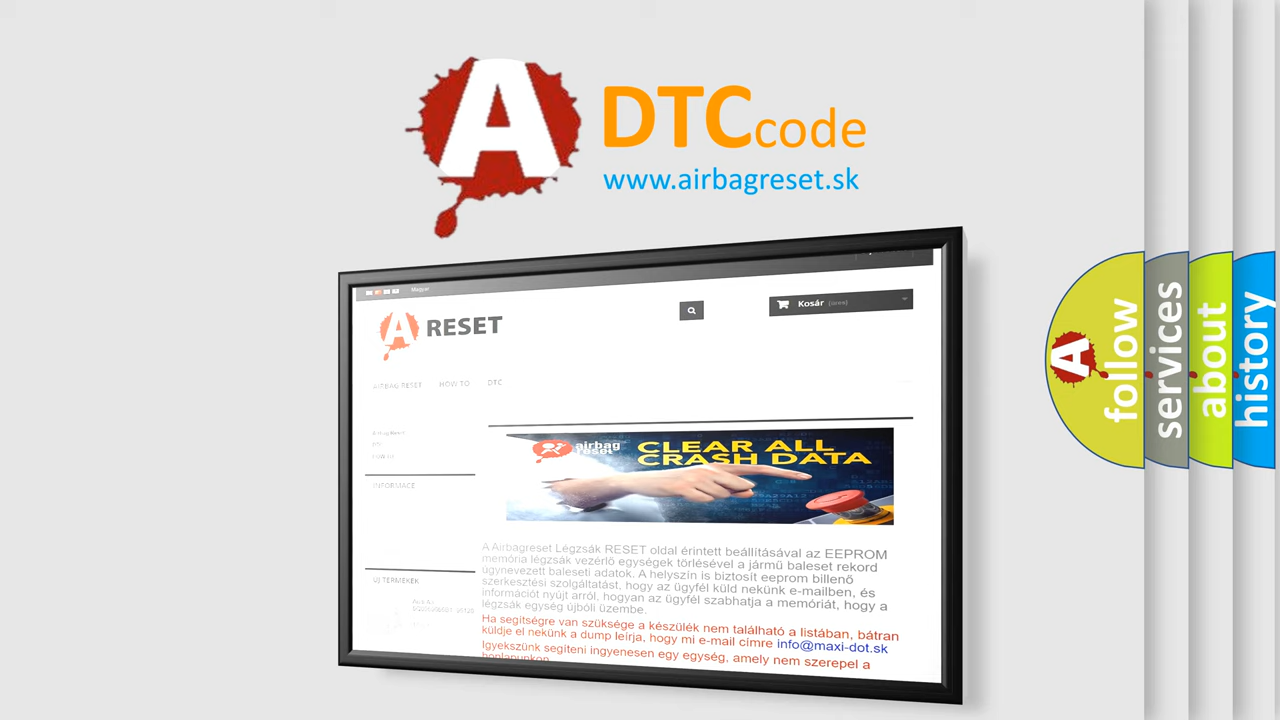 A
DTCcode
www.airbagreset.sk
Magyar
A RESET
Kosár (üres)
AIRBAG RESET HOW TO DTC
airbag
reset
CLEAR ALL
CRASH DATA
INFORMACE
A Airbagreset Légzsák RESET oldal érintett beállításával az EEPROM
memória légzsák vezérlő egységek törlésével a jármű baleset rekord
úgynevezett baleseti adatok. A helyszín is biztosít eeprom billenő
szerkesztési szolgáltatást, hogy az ügyfél küld nekünk e-mailben, és
információt nyújt arról, hogyan az ügyfél szabhatja a memóriát, hogy a
légzsák egység újbóli üzembe.
Ha segítségre van szüksége a készülék nem található a listában, bátran
küldje el nekünk a dump leírja, hogy mi e-mail címre info@maxi-dot.sk
Igyekszünk segíteni ingyenesen egy egység, amely nem szerepel a
honlapunkon
ÚJ TERMÉKEK
A
follow
services
about
history